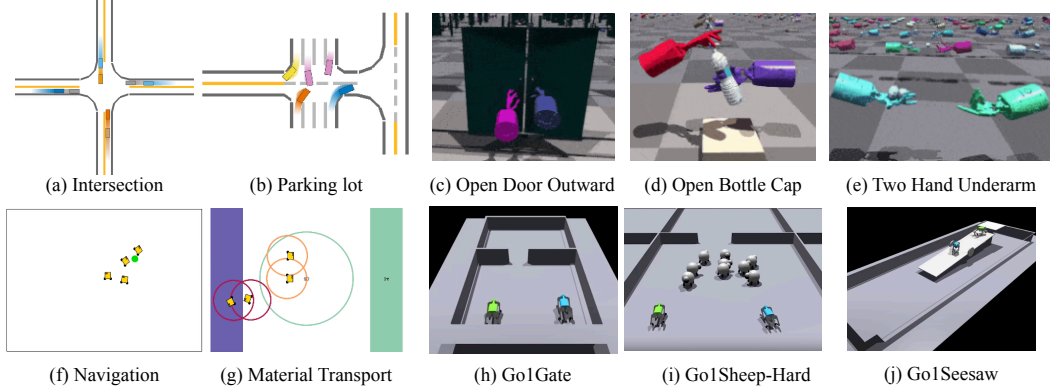 (a) Intersection
(b) Parking lot
(c) Open Door Outward
(d) Open Bottle Cap
(e) Two Hand Underarm
(f) Navigation
(g) Material Transport
(h) Go1Gate
(i) Go1Sheep-Hard
(j) Go1Seesaw